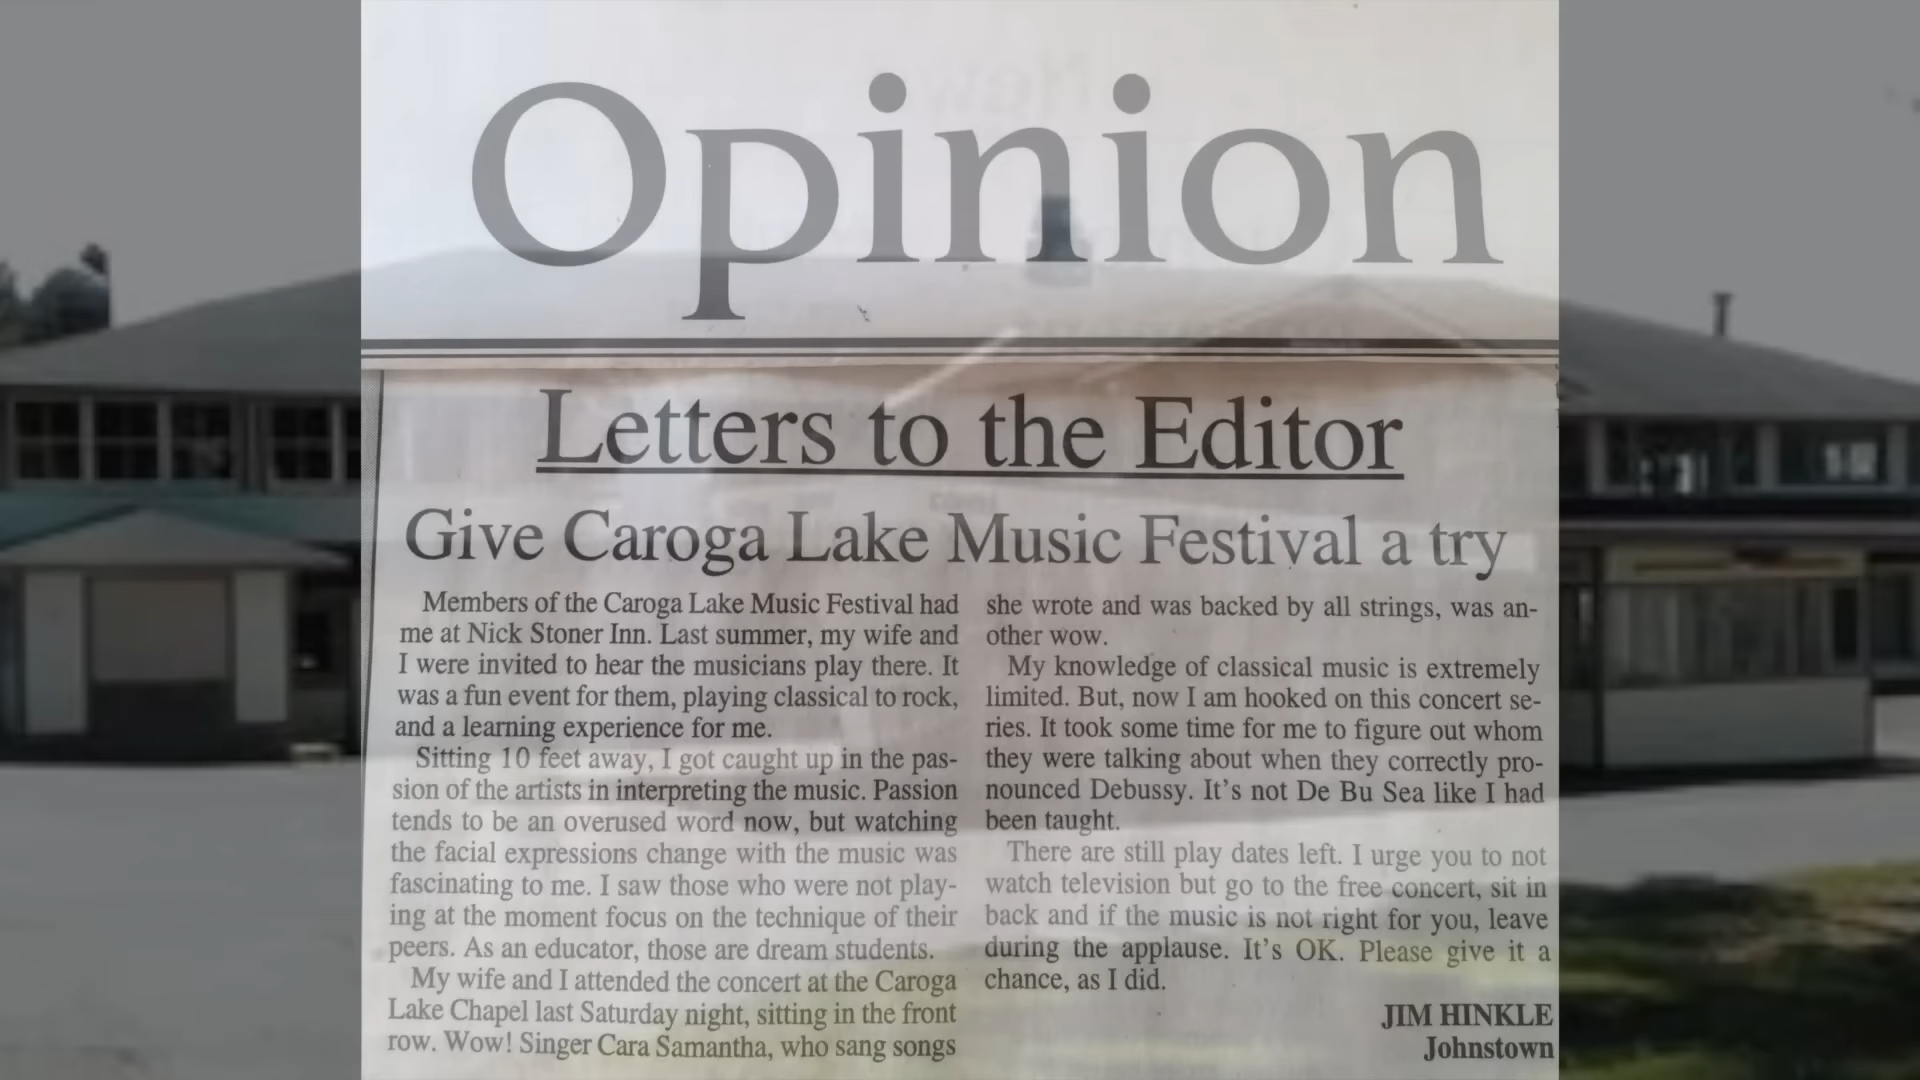 Opinion
Letters to the Editor
Give Caroga Lake Music Festival a try
Members of the Caroga Lake Music Festival had
me at Nick Stoner Inn. Last summer, my wife and
I were invited to hear the musicians play there. It
was a fun event for them, playing classical to rock,
and a learning experience for me.
Sitting 10 feet away, I got caught up in the pas-
sion of the artists in interpreting the music. Passion
tends to be an overused word now, but watching
the facial expressions change with the music was
fascinating to me. I saw those who were not play-
ing at the moment focus on the technique of their
peers. As an educator, those are dream students.
My wife and I attended the concert at the Caroga
Lake Chapel last Saturday night, sitting in the front
row. Wow! Singer Cara Samantha, who sang songs
she wrote and was backed by all strings, was an-
other wow.
My knowledge of classical music is extremely
limited. But, now I am hooked on this concert se-
ries. It took some time for me to figure out whom
they were talking about when they correctly pro-
nounced Debussy. It's not De Bu Sea like I had
been taught.
There are still play dates left. I urge you to not
watch television but go to the free concert, sit in
back and if the music is not right for you, leave
during the applause. It's OK. Please give it a
chance, as I did.
JIM HINKLE
Johnstown